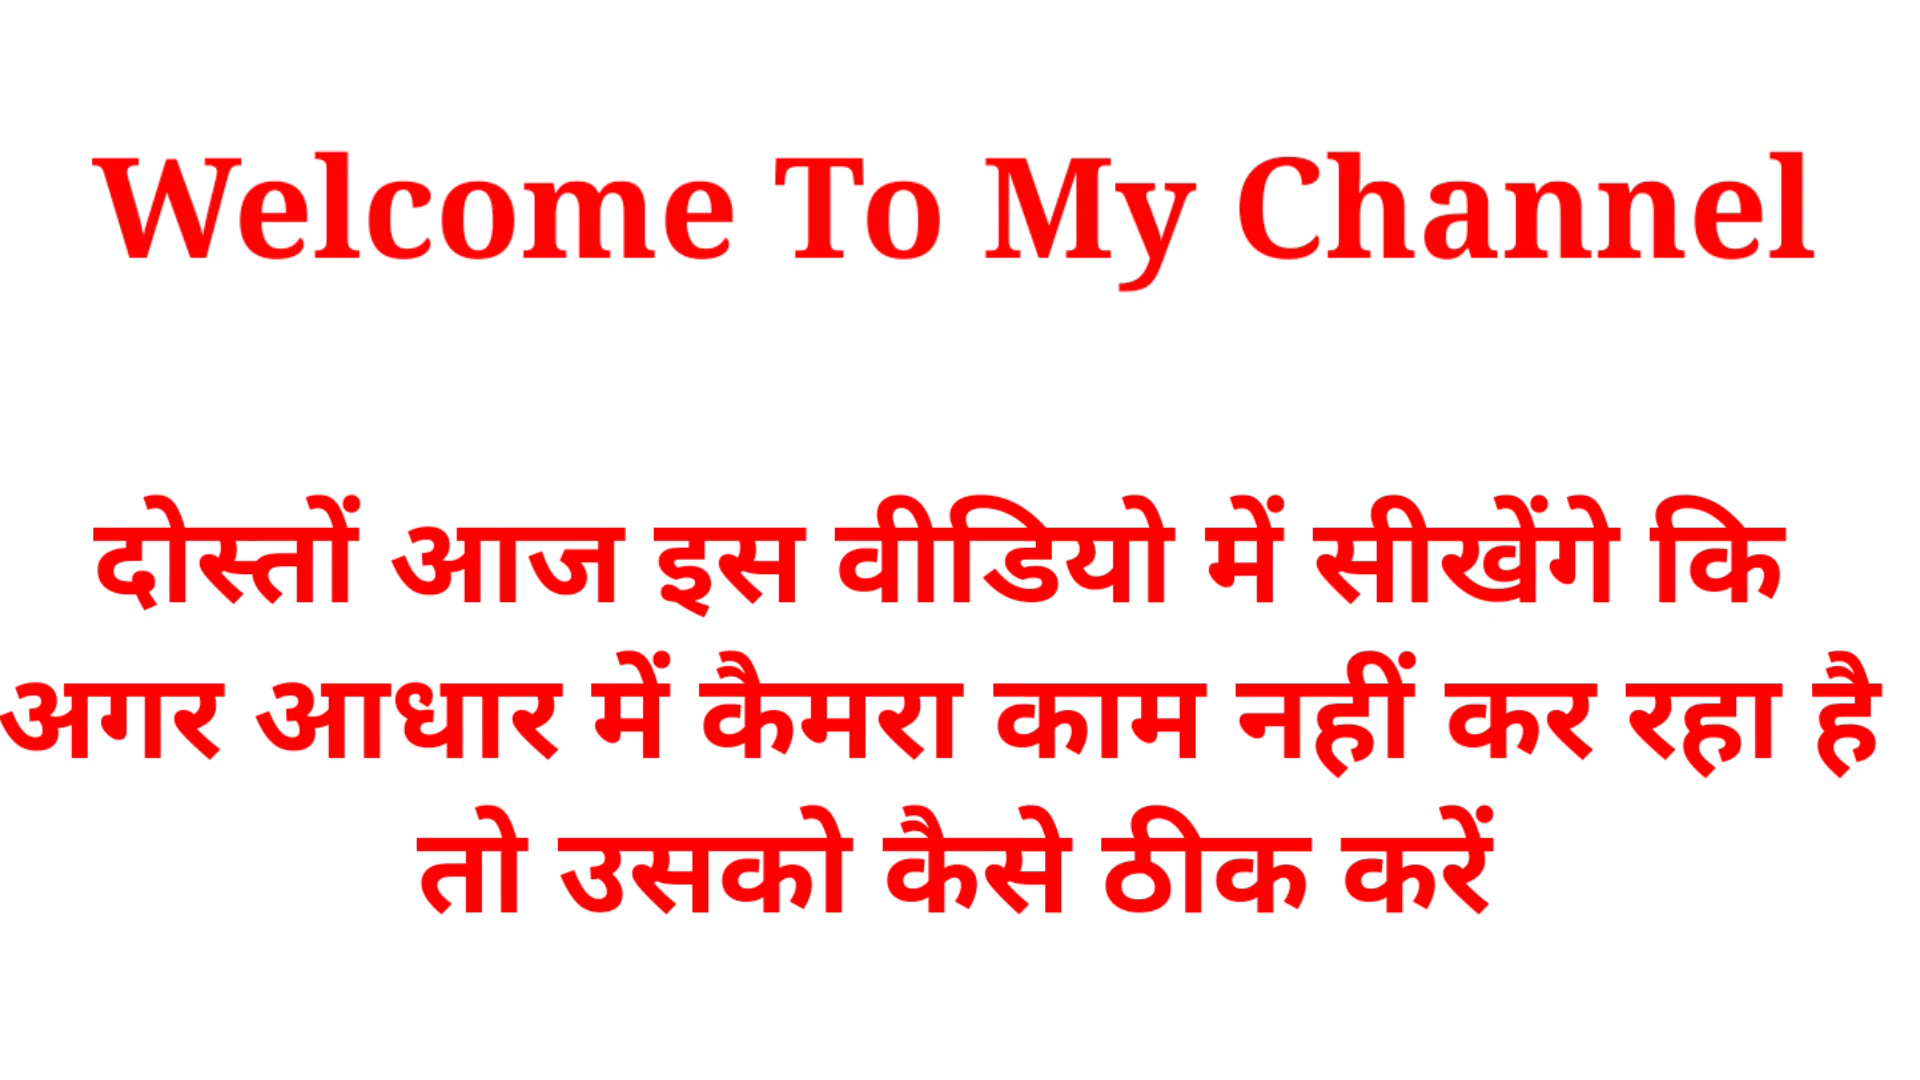 Welcome To My Channel
दोस्तों आज इस वीडियो में सीखेंगे कि
अगर आधार में कैमरा काम नहीं कर रहा है
तो उसको कैसे ठीक करें